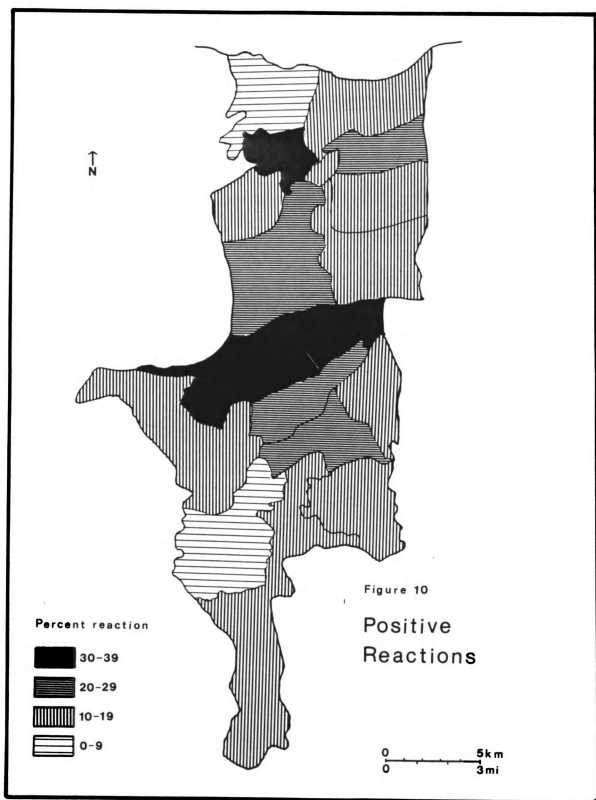 ↑
N
Figure 10
Positive
Reactions
Percent reaction
30-39
20-29
10-19
0-9
0 5km
0 3mi